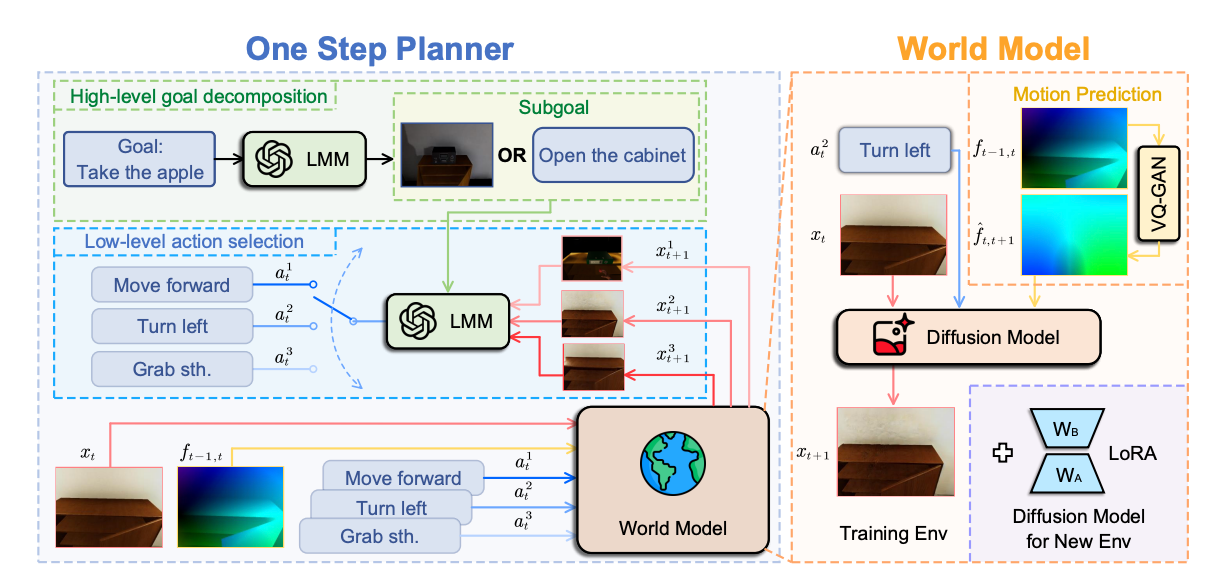 One Step Planner
World Model
High-level goal decomposition
Goal:
Take the apple
LMM
Subgoal
OR
Open the cabinet
Low-level action selection
Move forward
a_t^1
Turn left
a_t^2
Grab sth.
a_t^3
LMM
x_{t+1}^1
x_{t+1}^2
x_{t+1}^3
x_t
f_{t-1,t}
Move forward
a_t^1
Turn left
a_t^2
Grab sth.
a_t^3
World Model
Motion Prediction
a_t^2
Turn left
f_{t-1,t}
VQ-GAN
x_t
\hat{f}_{t,t+1}
Diffusion Model
x_{t+1}
Training Env
W_B
W_A
LoRA
Diffusion Model
for New Env